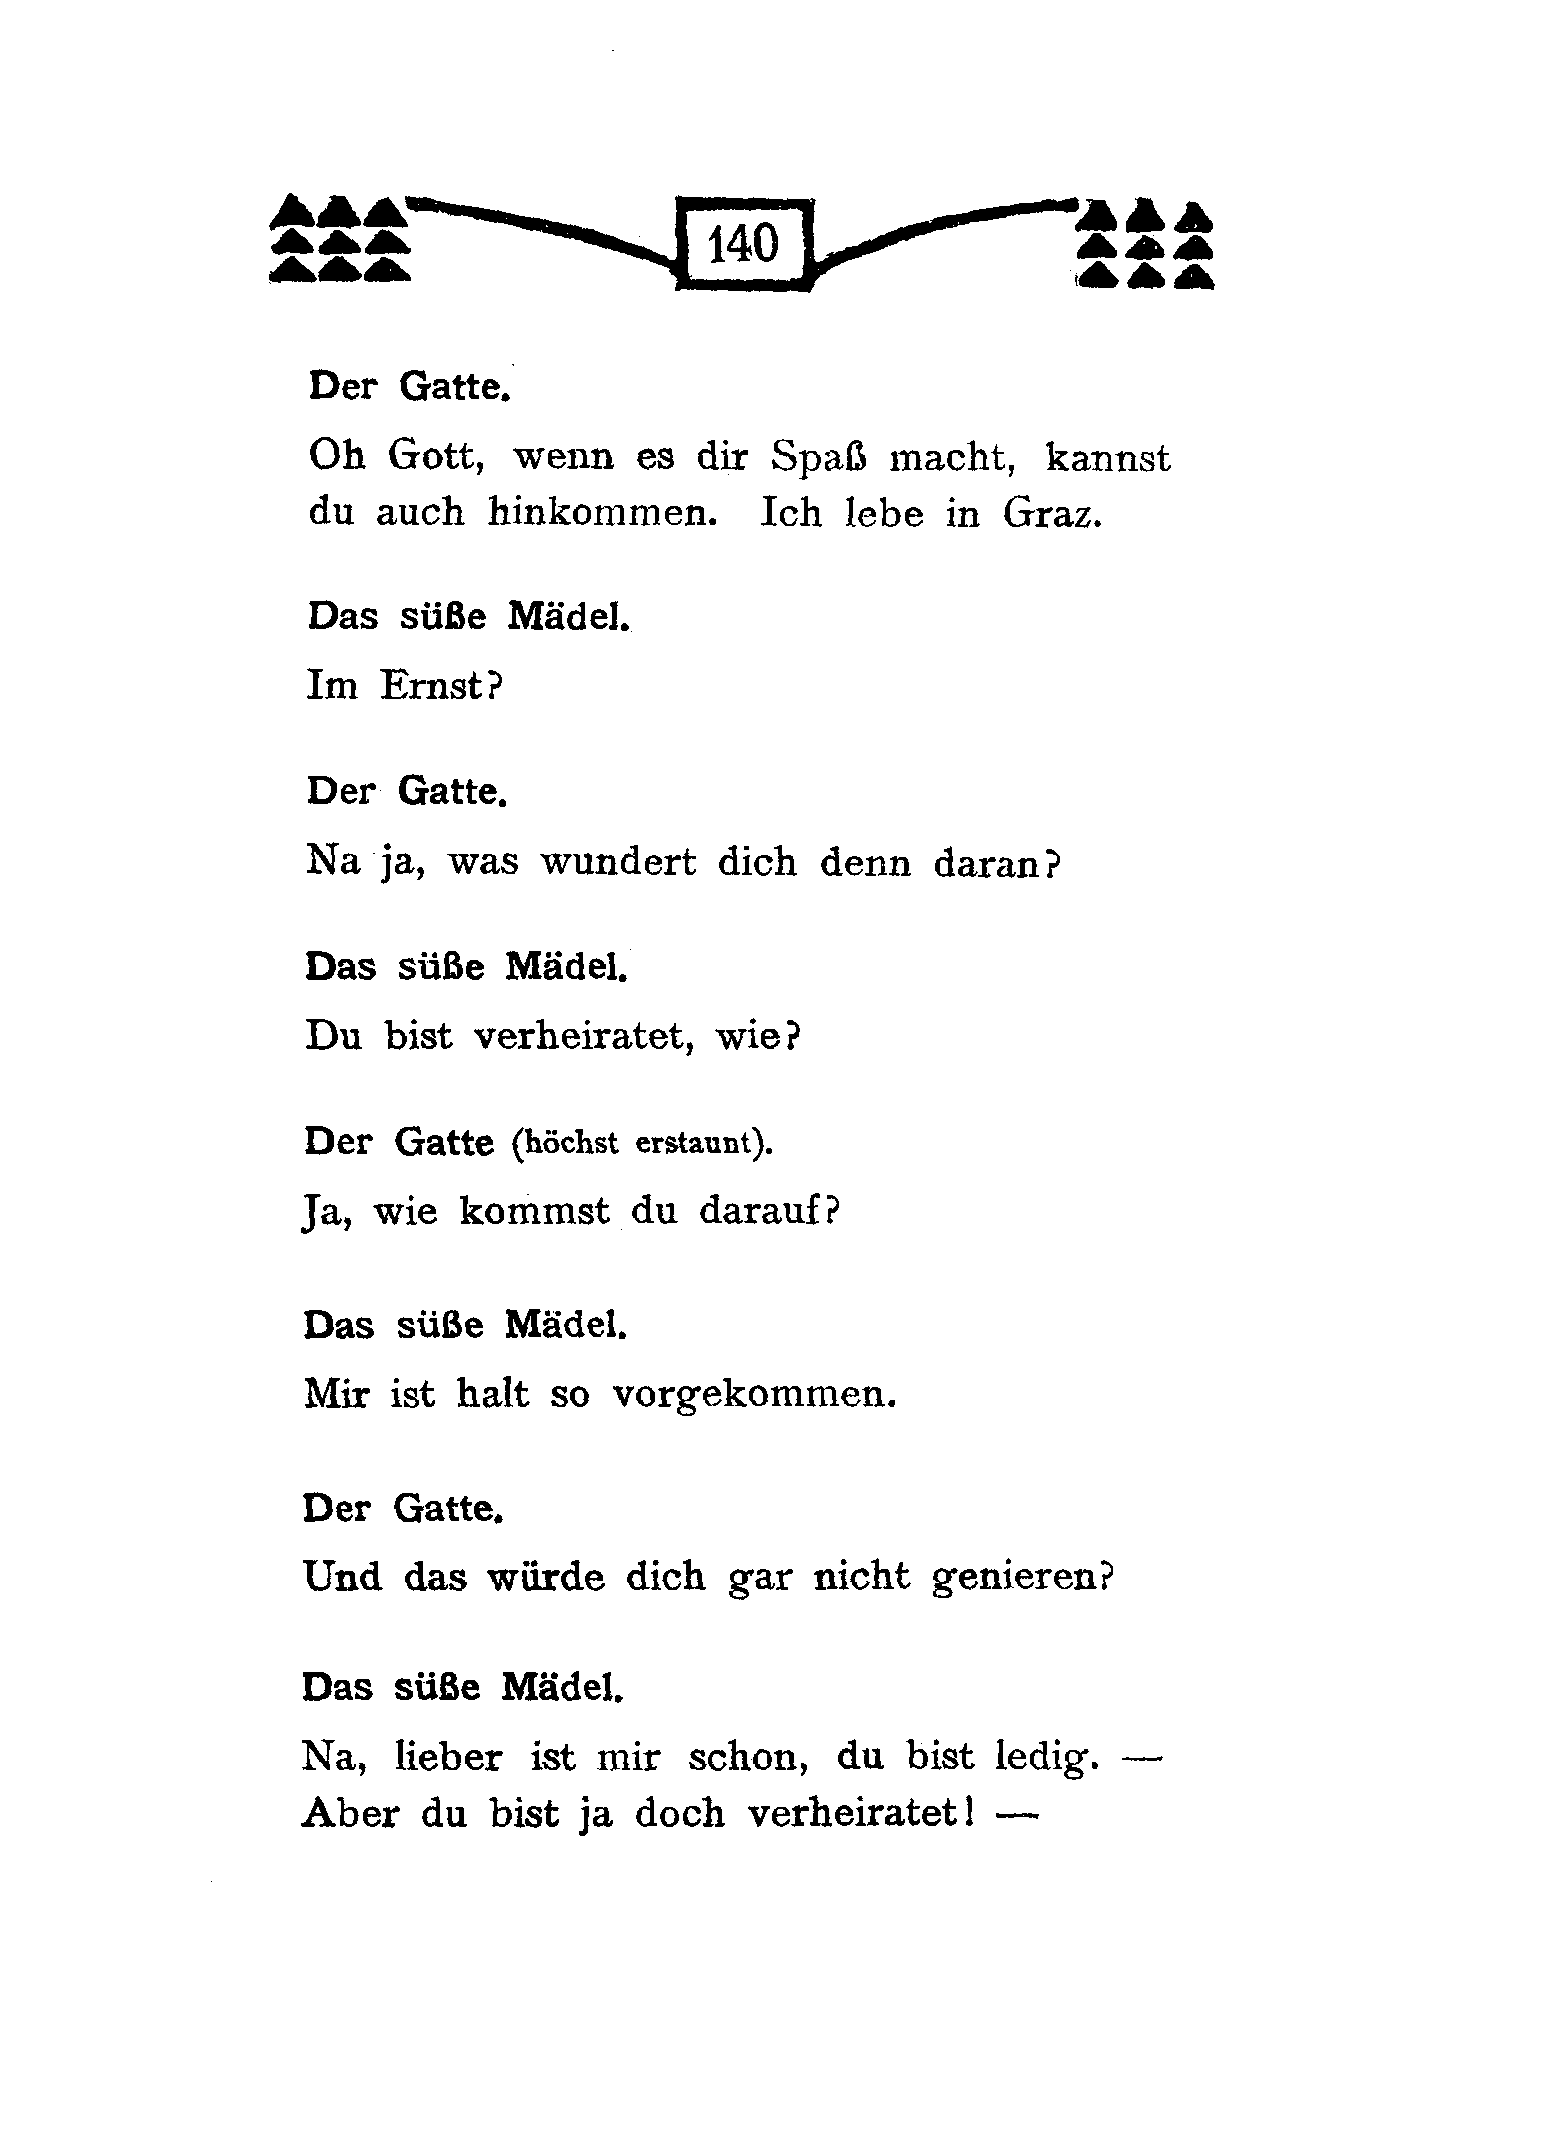 140
Der Gatte.
Oh Gott, wenn es dir Spaß macht, kannst
du auch hinkommen. Ich lebe in Graz.
Das süße Mädel.
Im Ernst?
Der Gatte.
Na ja, was wundert dich denn daran?
Das süße Mädel.
Du bist verheiratet, wie?
Der Gatte (höchst erstaunt).
Ja, wie kommst du darauf?
Das süße Mädel.
Mir ist halt so vorgekommen.
Der Gatte.
Und das würde dich gar nicht genieren?
Das süße Mädel.
Na, lieber ist mir schon, du bist ledig. —
Aber du bist ja doch verheiratet! —